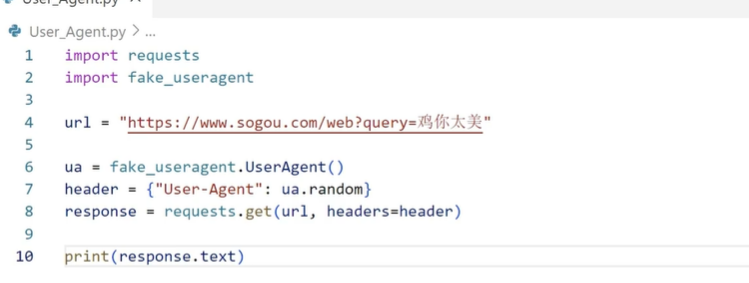 User_Agent.py
User_Agent.py > ...
1 import requests
2 import fake_useragent
3
4 url = "https://www.sogou.com/web?query=鸡你太美"
5
6 ua = fake_useragent.UserAgent()
7 header = {"User-Agent": ua.random}
8 response = requests.get(url, headers=header)
9
10 print(response.text)